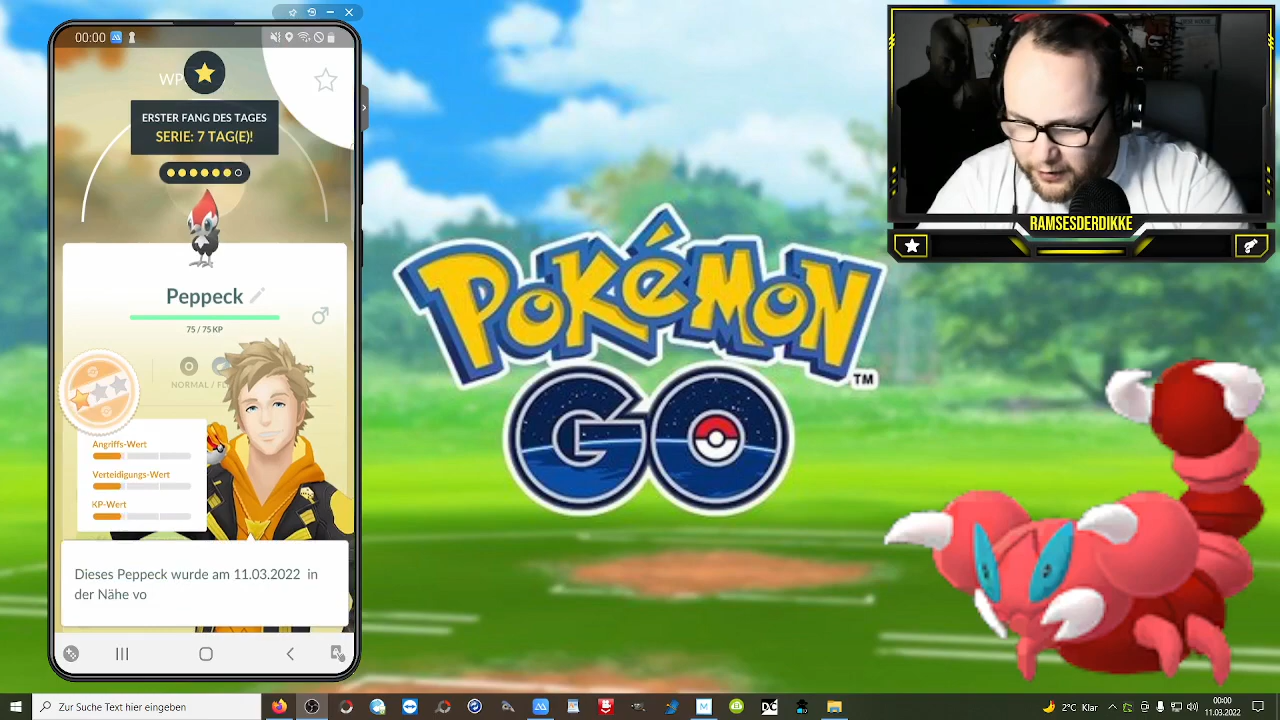 00:00
WP
ERSTER FANG DES TAGES
SERIE: 7 TAG(E)!
Peppeck
75 / 75 KP
NORMAL / FL
Angriffs-Wert
Verteidigungs-Wert
KP-Wert
Dieses Peppeck wurde am 11.03.2022 in
der Nähe vo
POKÉMON
TM
GO
RAMSESDERDIKKE
Zur Suche Text hier eingeben
2°C Klar
00:00
11.03.2022